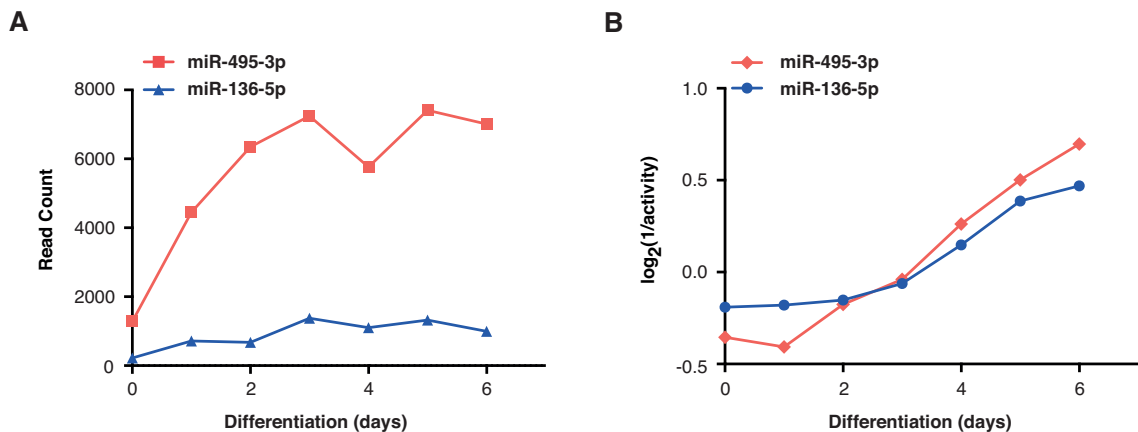 A
miR-495-3p
miR-136-5p
8000
6000
4000
2000
0
Read Count
0 2 4 6
Differentiation (days)
B
miR-495-3p
miR-136-5p
1.0
0.5
0.0
-0.5
log2(1/activity)
0 2 4 6
Differentiation (days)